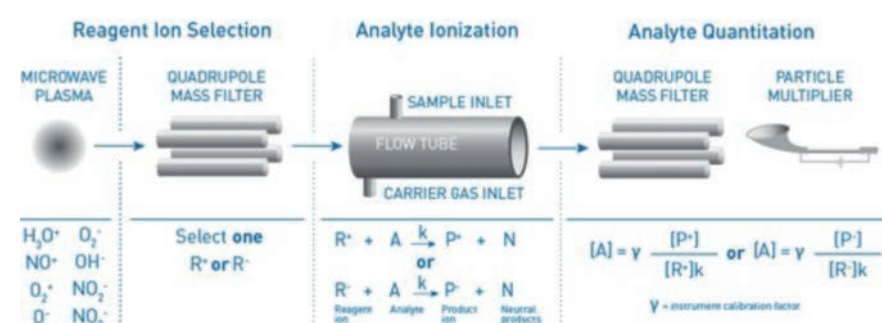 Reagent Ion Selection
Analyte Ionization
Analyte Quantitation
MICROWAVE
PLASMA
QUADRUPOLE
MASS FILTER
SAMPLE INLET
FLOW TUBE
CARRIER GAS INLET
QUADRUPOLE
MASS FILTER
PARTICLE
MULTIPLIER
H₃O⁺ O₂⁻
NO⁺ OH⁻
O₂⁺ NO₂⁻
O⁻ NO₃⁻
Select one
R⁺ or R⁻
R⁺ + A k→ P⁺ + N
or
R⁻ + A k→ P⁻ + N
Reagent ion Analyte Product ion Neutral products
[A] = γ [P⁺] / [R⁺]k or [A] = γ [P⁻] / [R⁻]k
γ = instrument calibration factor